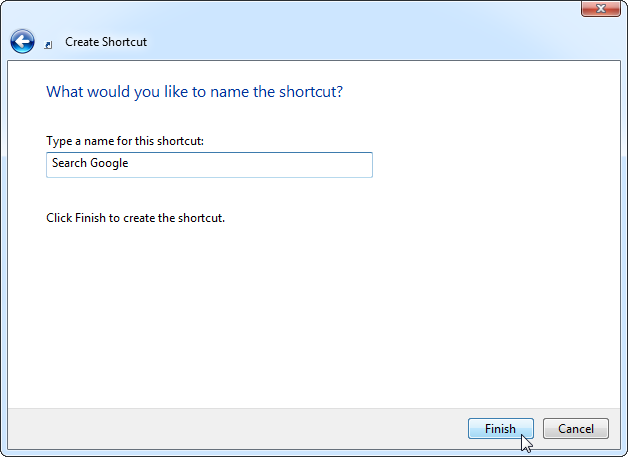 Create Shortcut
What would you like to name the shortcut?
Type a name for this shortcut:
Search Google
Click Finish to create the shortcut.
Finish Cancel